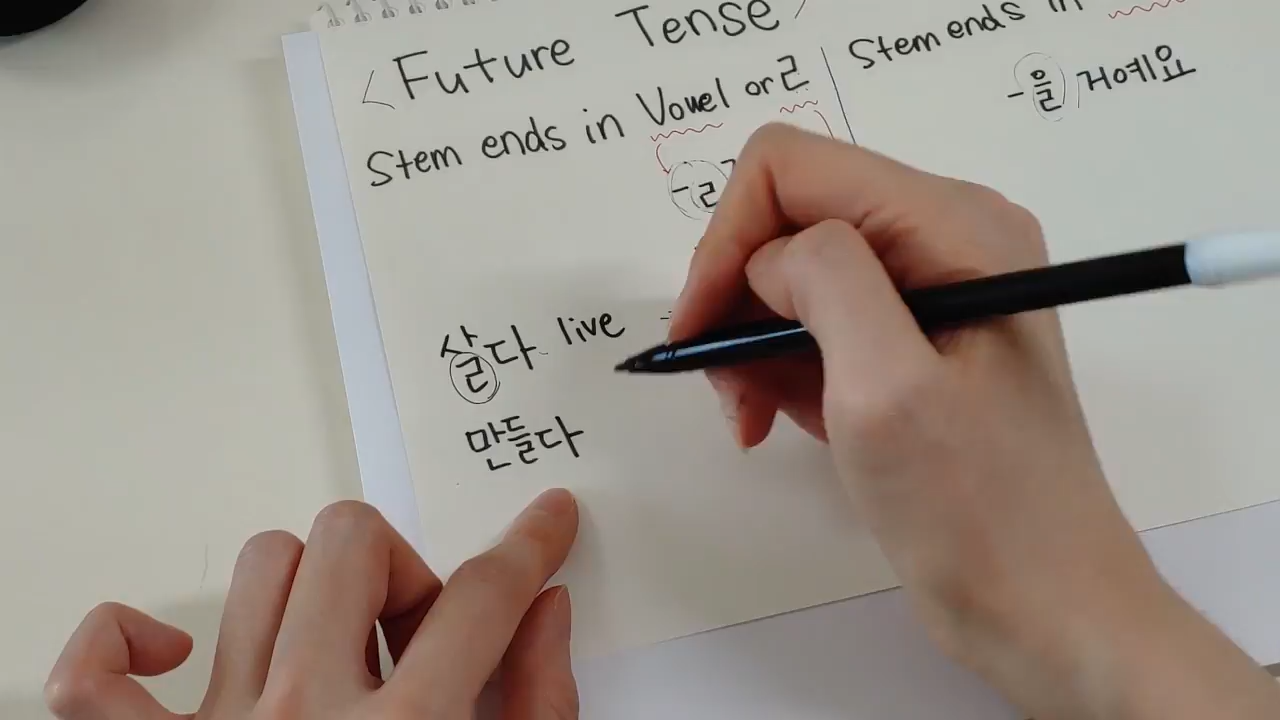 <Future Tense>
Stem ends in Vowel or ㄹ
-ㄹ
Stem ends in
-을 거예요
살다 live
만들다